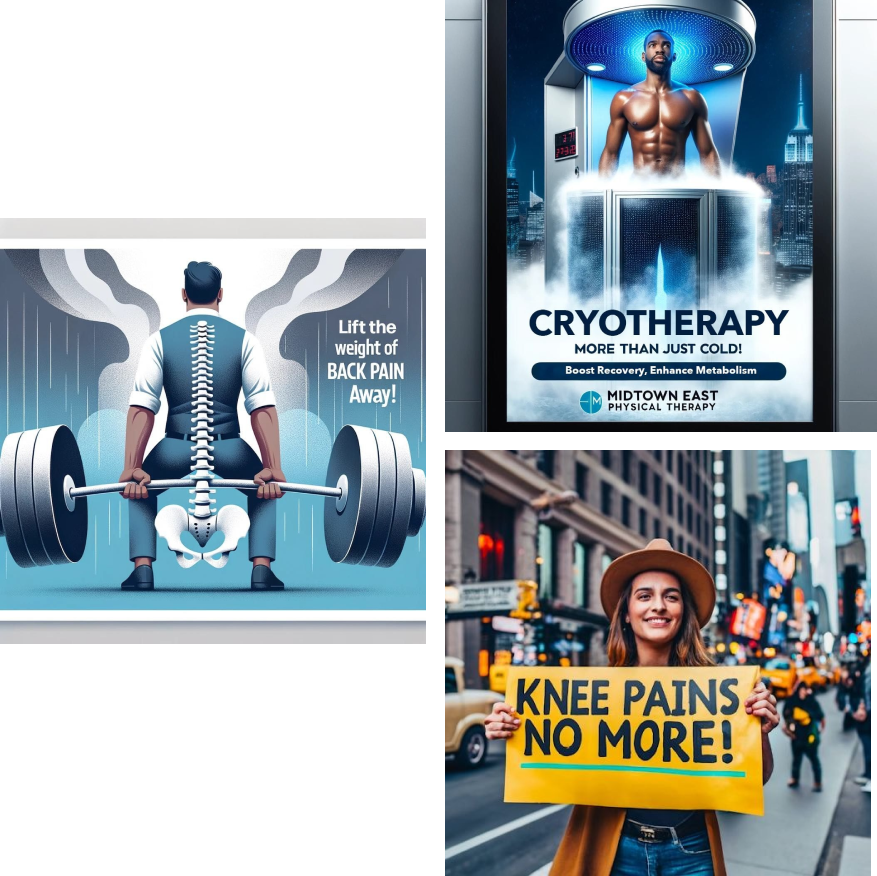 CRYOTHERAPY
MORE THAN JUST COLD!
Boost Recovery, Enhance Metabolism
MIDTOWN EAST
PHYSICAL THERAPY
Lift the
weight of
BACK PAIN
Away!
KNEE PAINS
NO MORE!